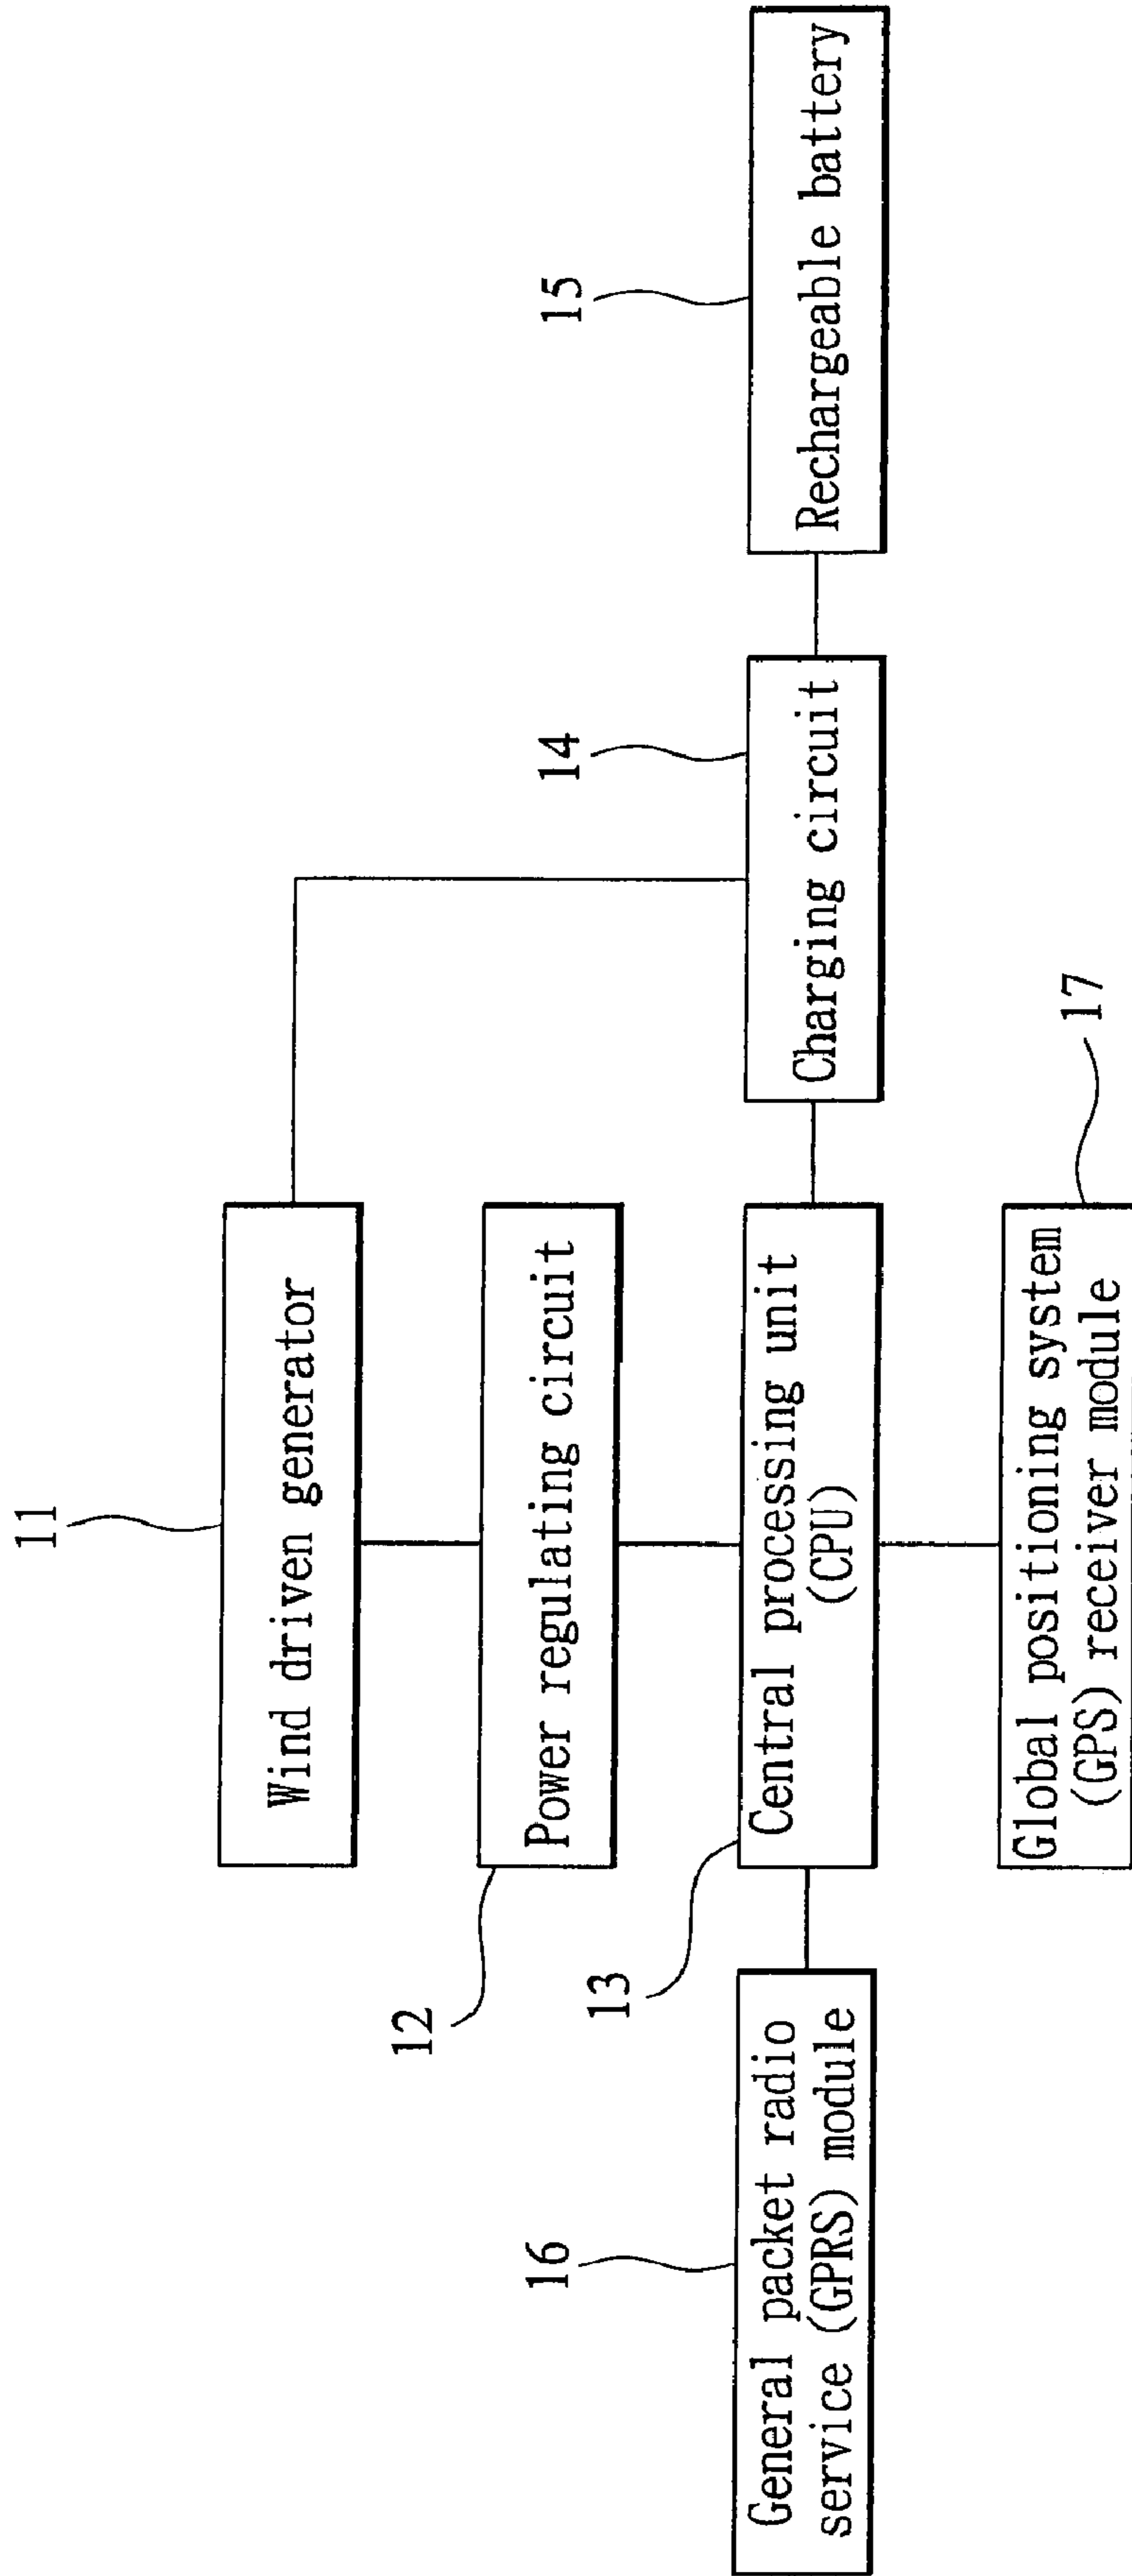 11
Wind driven generator
12
Power regulating circuit
13
Central processing unit
(CPU)
14
Charging circuit
15
Rechargeable battery
16
General packet radio
service (GPRS) module
17
Global positioning system
(GPS) receiver module